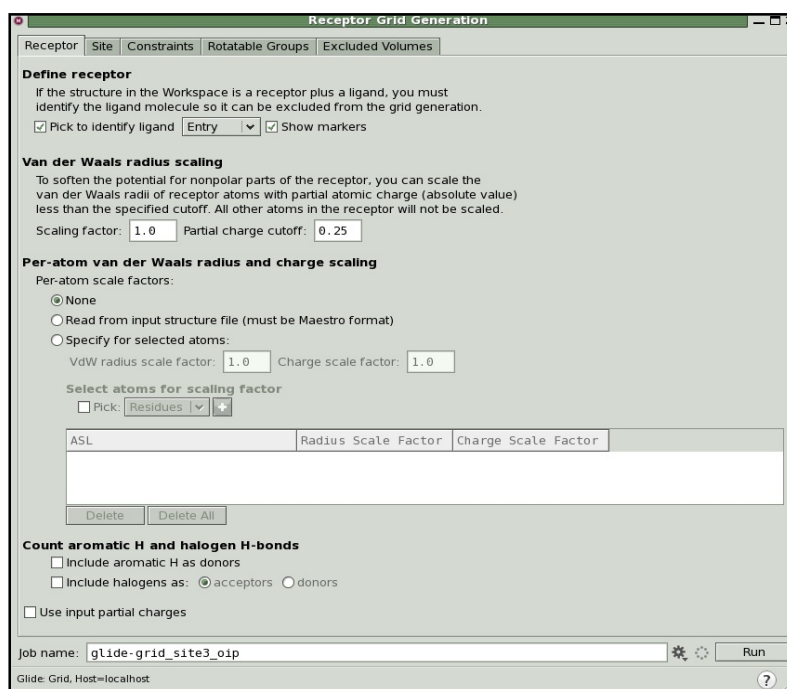 Receptor Grid Generation
Receptor Site Constraints Rotatable Groups Excluded Volumes
Define receptor
If the structure in the Workspace is a receptor plus a ligand, you must
identify the ligand molecule so it can be excluded from the grid generation.
Pick to identify ligand Entry Show markers
Van der Waals radius scaling
To soften the potential for nonpolar parts of the receptor, you can scale the
van der Waals radii of receptor atoms with partial atomic charge (absolute value)
less than the specified cutoff. All other atoms in the receptor will not be scaled.
Scaling factor: 1.0 Partial charge cutoff: 0.25
Per-atom van der Waals radius and charge scaling
Per-atom scale factors:
None
Read from input structure file (must be Maestro format)
Specify for selected atoms:
VdW radius scale factor: 1.0 Charge scale factor: 1.0
Select atoms for scaling factor
Pick: Residues +
ASL Radius Scale Factor Charge Scale Factor
Delete Delete All
Count aromatic H and halogen H-bonds
Include aromatic H as donors
Include halogens as: acceptors donors
Use input partial charges
Job name: glide-grid_site3_oip Run
Glide: Grid, Host=localhost ?